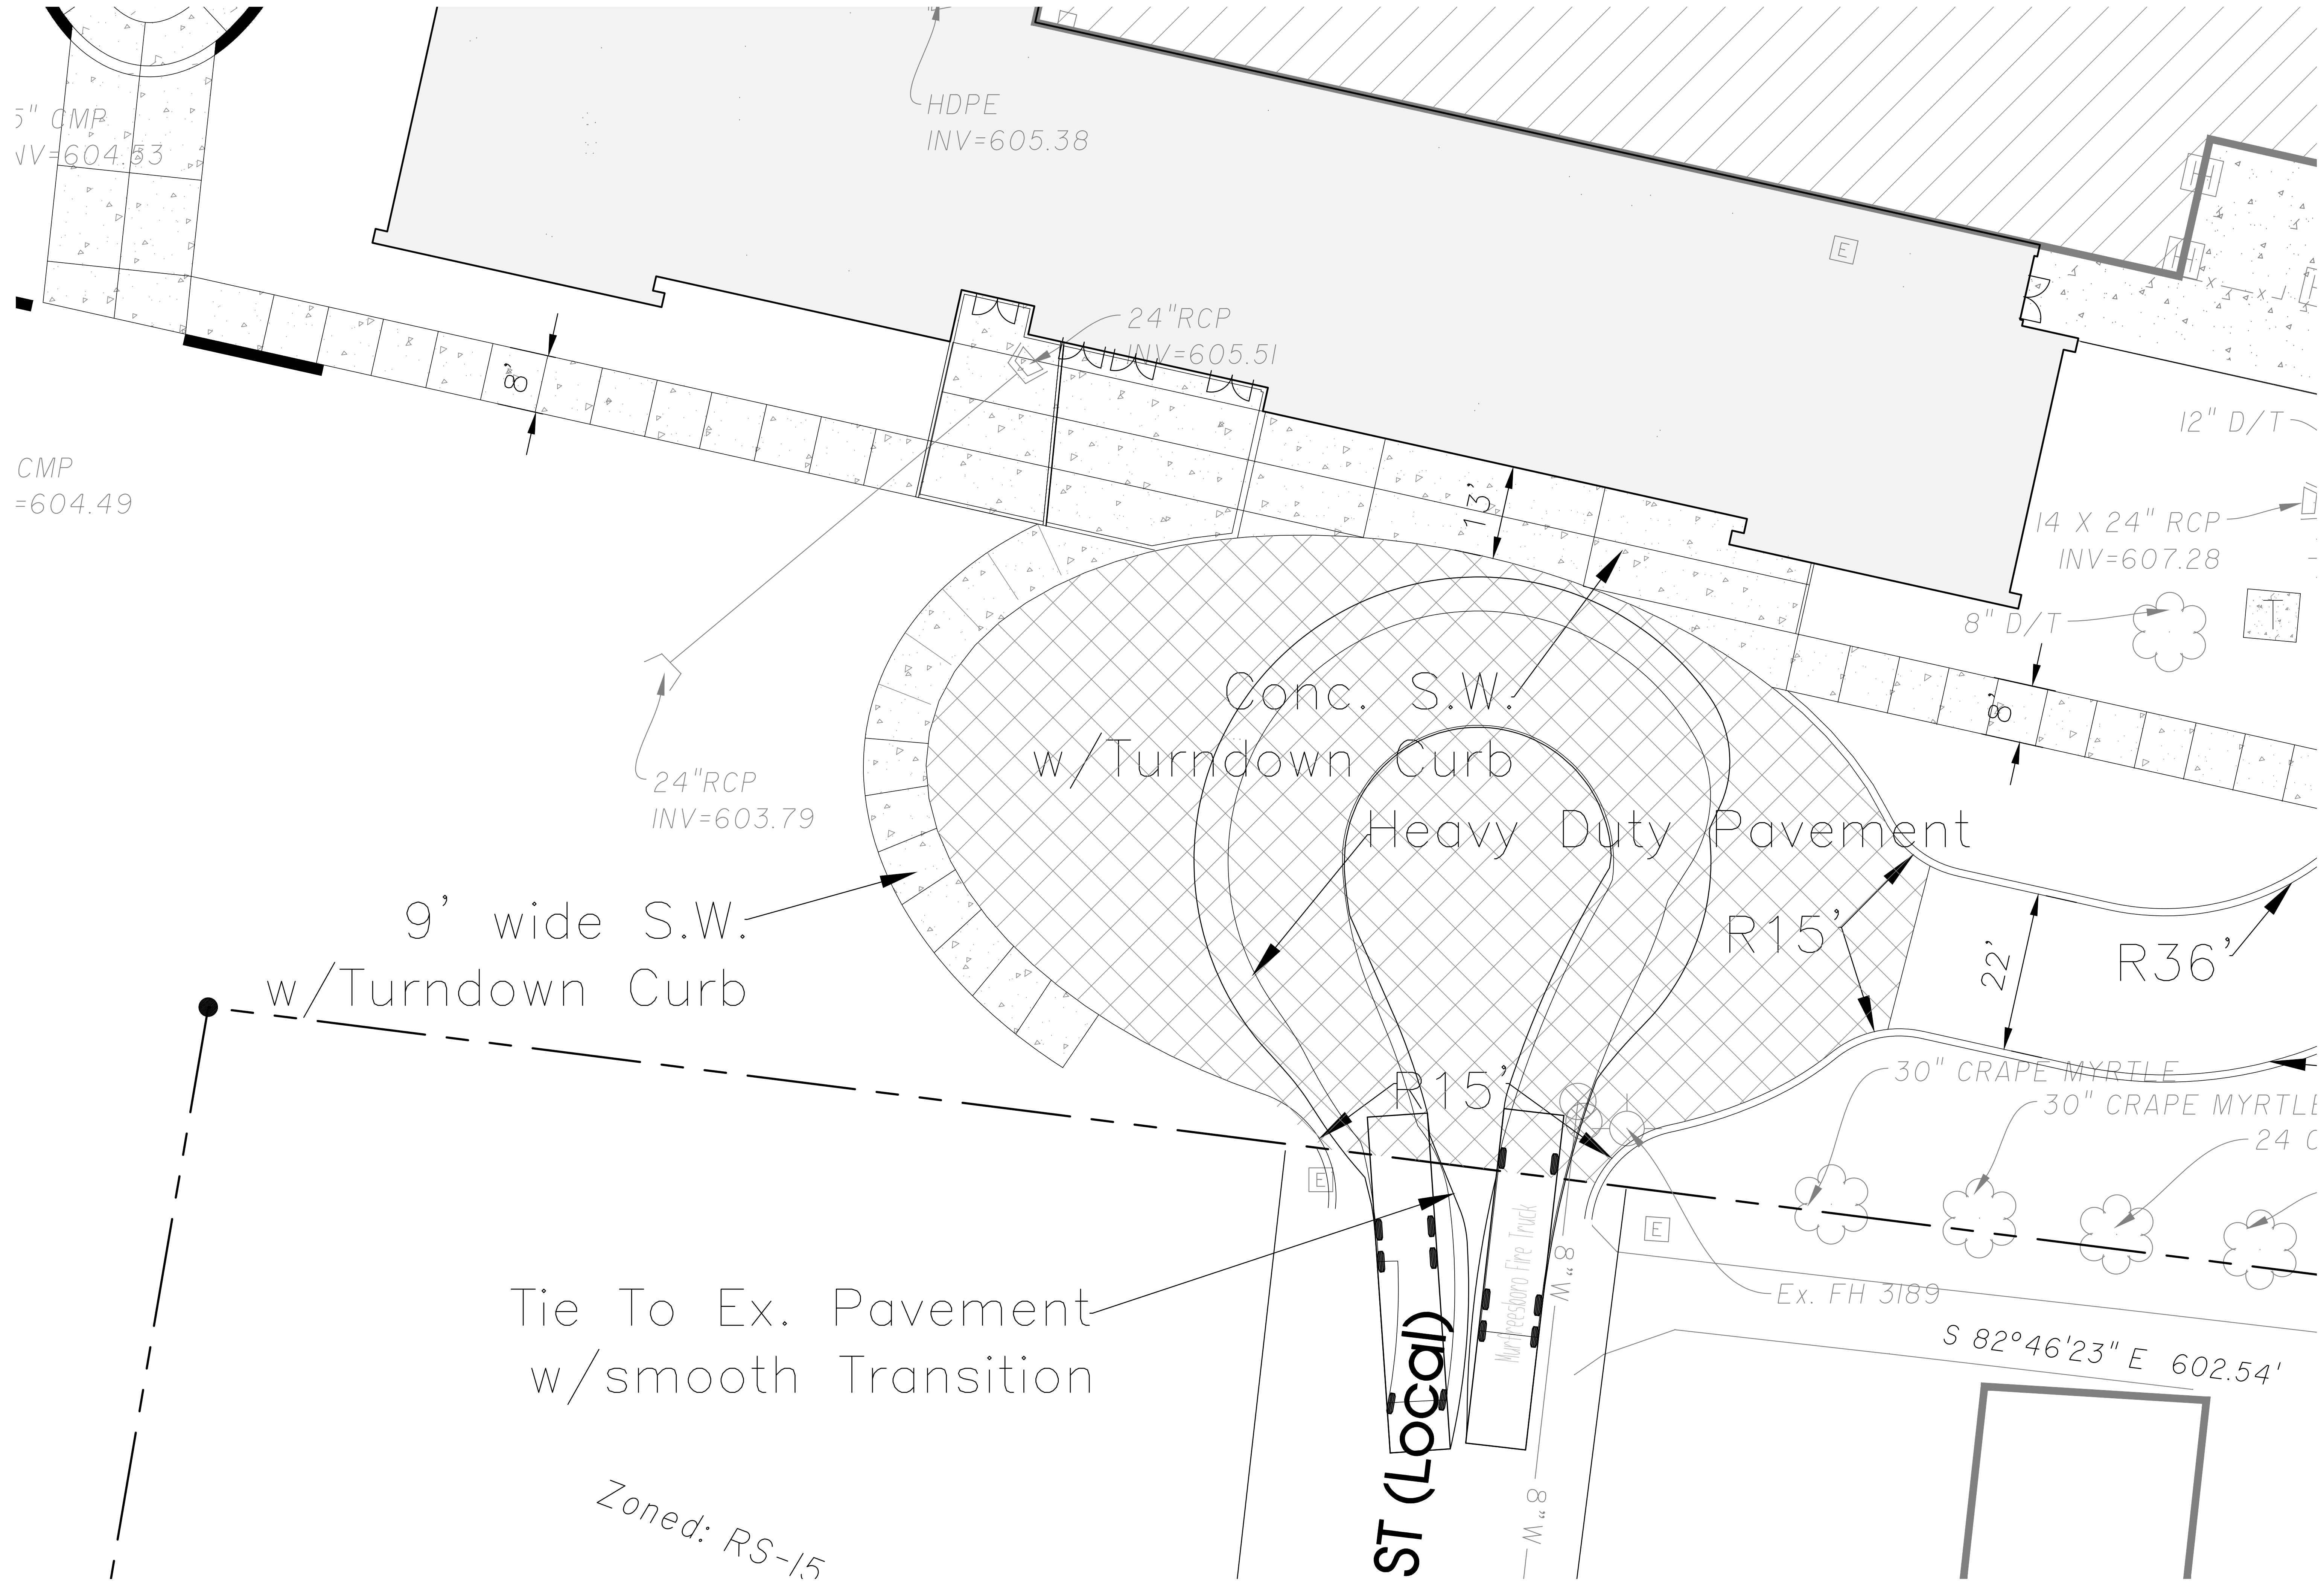 5" CMP
NV=604.53
HDPE
INV=605.38
E
H
H
H
24"RCP
INV=605.51
8'
12" D/T
CMP
=604.49
13'
14 X 24" RCP
INV=607.28
8" D/T
T
8'
Conc. S.W.
w/Turndown Curb
24"RCP
INV=603.79
Heavy Duty Pavement
9' wide S.W.
w/Turndown Curb
R15'
22'
R36'
R15'
30" CRAPE MYRTLE
30" CRAPE MYRTLE
24 C
E
E
Murfreesboro Fire Truck
8"W
Ex. FH 3189
Tie To Ex. Pavement
w/smooth Transition
S 82°46'23" E 602.54'
ST (Local)
8"W
Zoned: RS-15